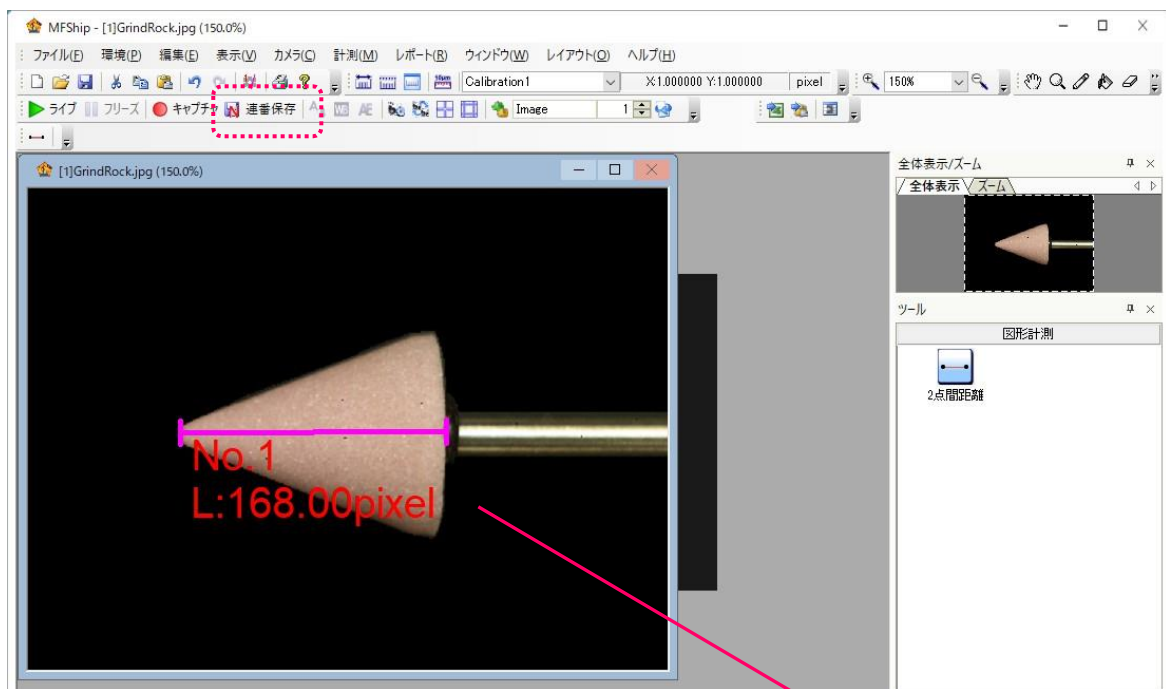 MFShip - [1]GrindRock.jpg (150.0%)
ファイル(F) 環境(P) 編集(E) 表示(V) カメラ(C) 計測(M) レポート(R) ウィンドウ(W) レイアウト(O) ヘルプ(H)
Calibration1 X:1.000000 Y:1.000000 pixel 150%
ライブ フリーズ キャプチャ 連番保存 AE Image 1
[1]GrindRock.jpg (150.0%)
全体表示/ズーム
全体表示 ズーム
ツール
図形計測
2点間距離
No.1
L:168.00pixel